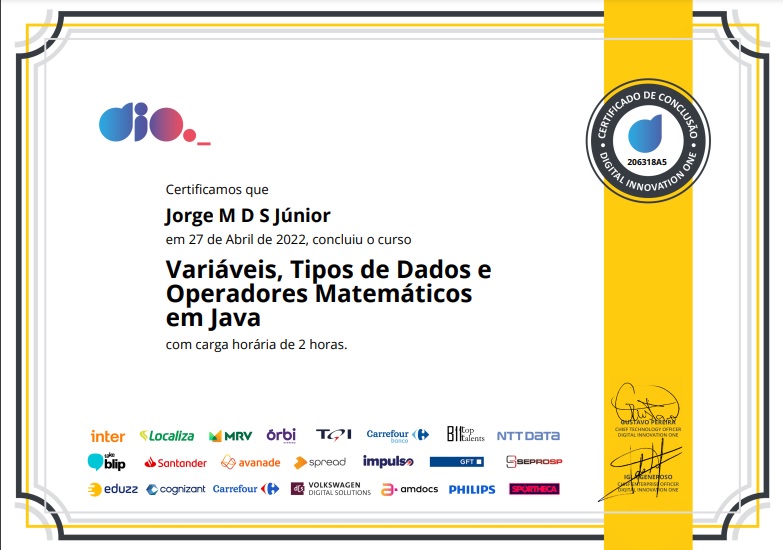 dio._
Certificamos que
Jorge M D S Júnior
em 27 de Abril de 2022, concluiu o curso
Variáveis, Tipos de Dados e
Operadores Matemáticos
em Java
com carga horária de 2 horas.
CERTIFICADO DE CONCLUSÃO
206318A5
DIGITAL INNOVATION ONE
inter Localiza MRV órbi TQI Carrefour banco top talents NTT DATA
take blip Santander avanade spread impulso GFT SEPROSP
eduzz cognizant Carrefour VOLKSWAGEN DIGITAL SOLUTIONS amdocs PHILIPS SPORTHECA
GUSTAVO PEREIRA
CHIEF TECHNOLOGY OFFICER
DIGITAL INNOVATION ONE
GENEROSO
CHIEF ENTERPRISE OFFICER
DIGITAL INNOVATION ONE